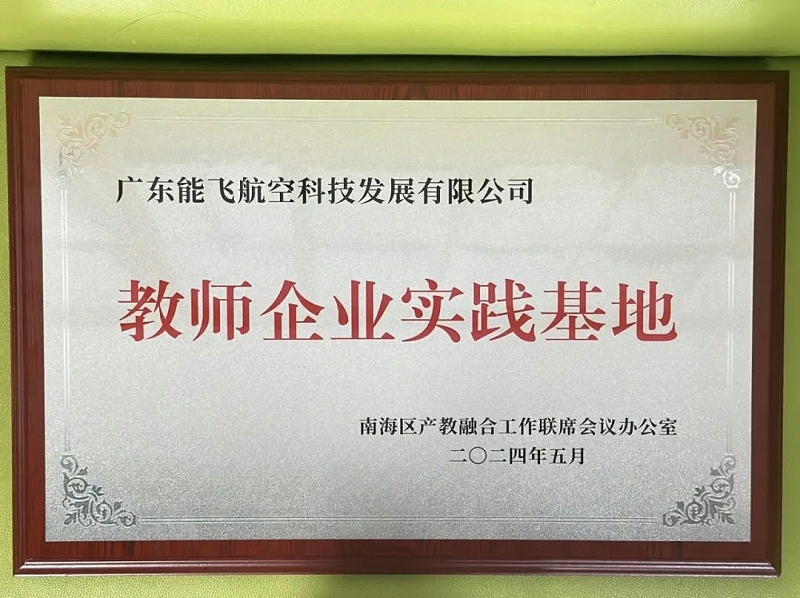 广东能飞航空科技发展有限公司
教师企业实践基地
南海区产教融合工作联席会议办公室
二〇二四年五月